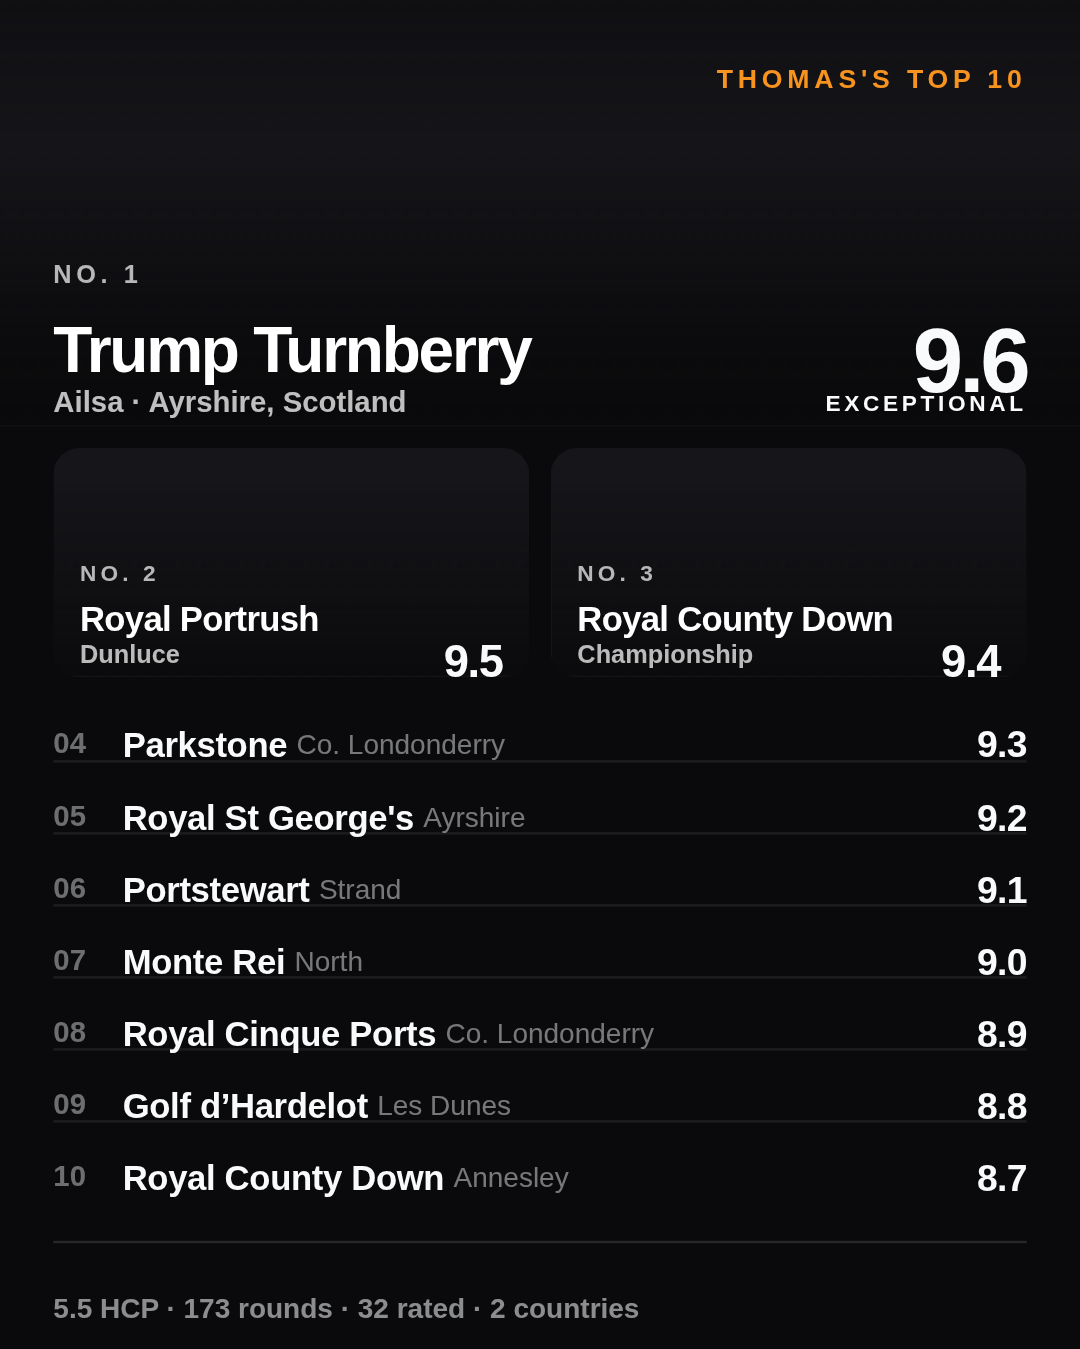 THOMAS'S TOP 10
NO. 1
Trump Turnberry
9.6
Ailsa · Ayrshire, Scotland
EXCEPTIONAL
NO. 2
Royal Portrush
Dunluce
9.5
NO. 3
Royal County Down
Championship
9.4
04 Parkstone Co. Londonderry 9.3
05 Royal St George's Ayrshire 9.2
06 Portstewart Strand 9.1
07 Monte Rei North 9.0
08 Royal Cinque Ports Co. Londonderry 8.9
09 Golf d’Hardelot Les Dunes 8.8
10 Royal County Down Annesley 8.7
5.5 HCP · 173 rounds · 32 rated · 2 countries